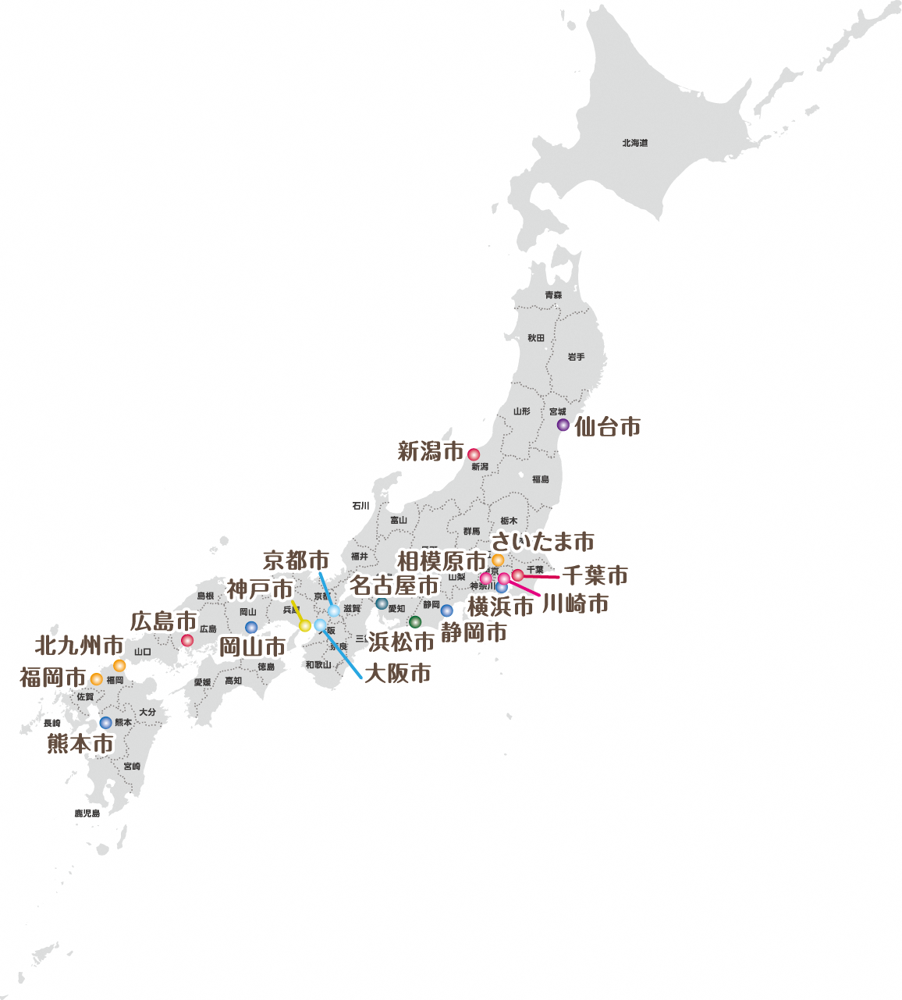 北海道
青森
秋田
岩手
山形
宮城
仙台市
新潟市
新潟
福島
石川
富山
栃木
群馬
さいたま市
福井
京都市
相模原市
千葉
千葉市
山梨
名古屋市
神奈川
神戸市
島根
京都
川崎市
横浜市
岡山
兵庫
滋賀
愛知
静岡
広島市
広島
静岡市
浜松市
北九州市
山口
岡山市
大阪
奈良
和歌山
徳島
大阪市
福岡市
福岡
愛媛
高知
佐賀
大分
長崎
熊本
熊本市
宮崎
鹿児島